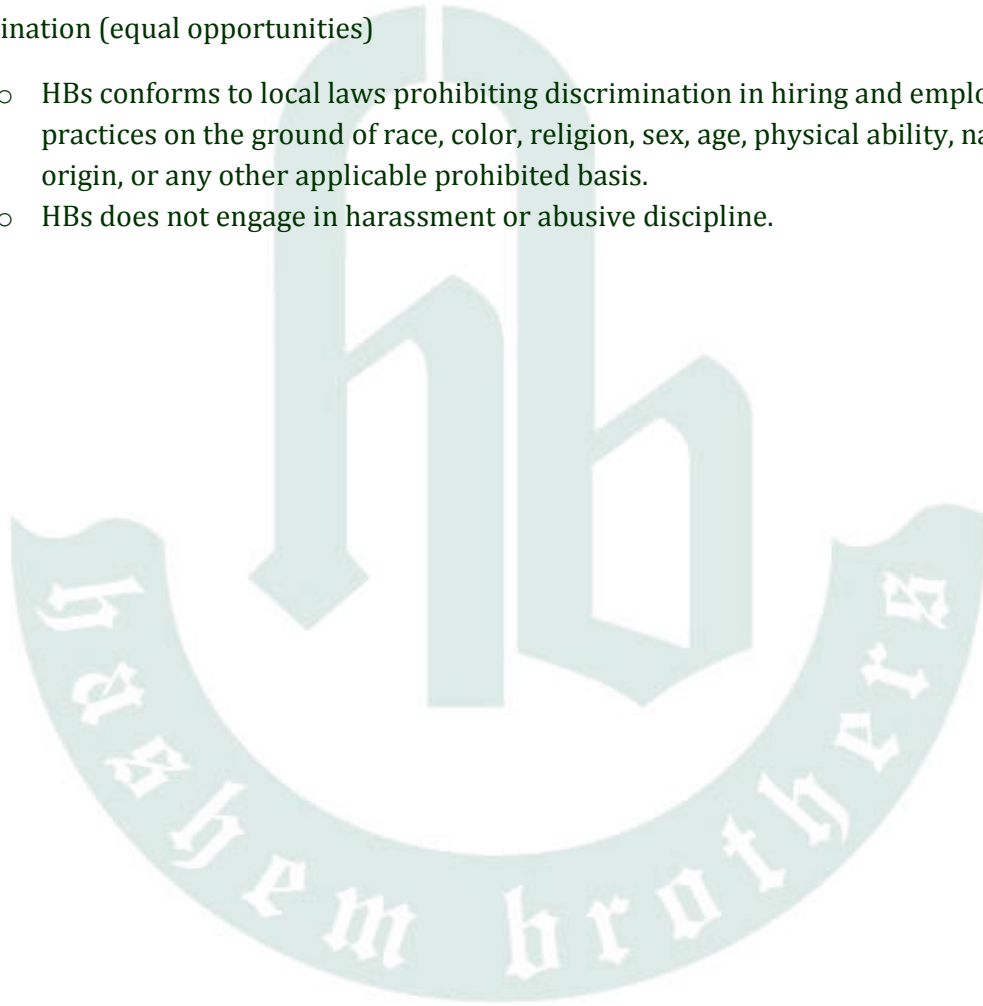 ination (equal opportunities)
o HBs conforms to local laws prohibiting discrimination in hiring and emplo
practices on the ground of race, color, religion, sex, age, physical ability, na
origin, or any other applicable prohibited basis.
o HBs does not engage in harassment or abusive discipline.
hb
hashem brothers